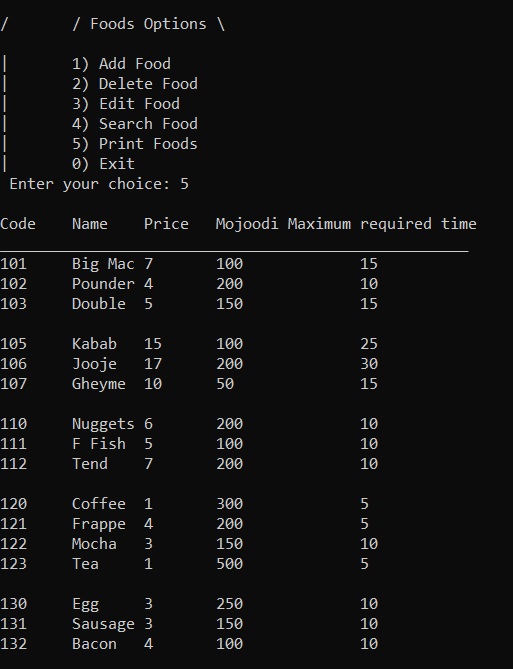 / / Foods Options \
| 1) Add Food
| 2) Delete Food
| 3) Edit Food
| 4) Search Food
| 5) Print Foods
| 0) Exit
Enter your choice: 5
Code Name Price Mojoodi Maximum required time
101 Big Mac 7 100 15
102 Pounder 4 200 10
103 Double 5 150 15
105 Kabab 15 100 25
106 Jooje 17 200 30
107 Gheyme 10 50 15
110 Nuggets 6 200 10
111 F Fish 5 100 10
112 Tend 7 200 10
120 Coffee 1 300 5
121 Frappe 4 200 5
122 Mocha 3 150 10
123 Tea 1 500 5
130 Egg 3 250 10
131 Sausage 3 150 10
132 Bacon 4 100 10